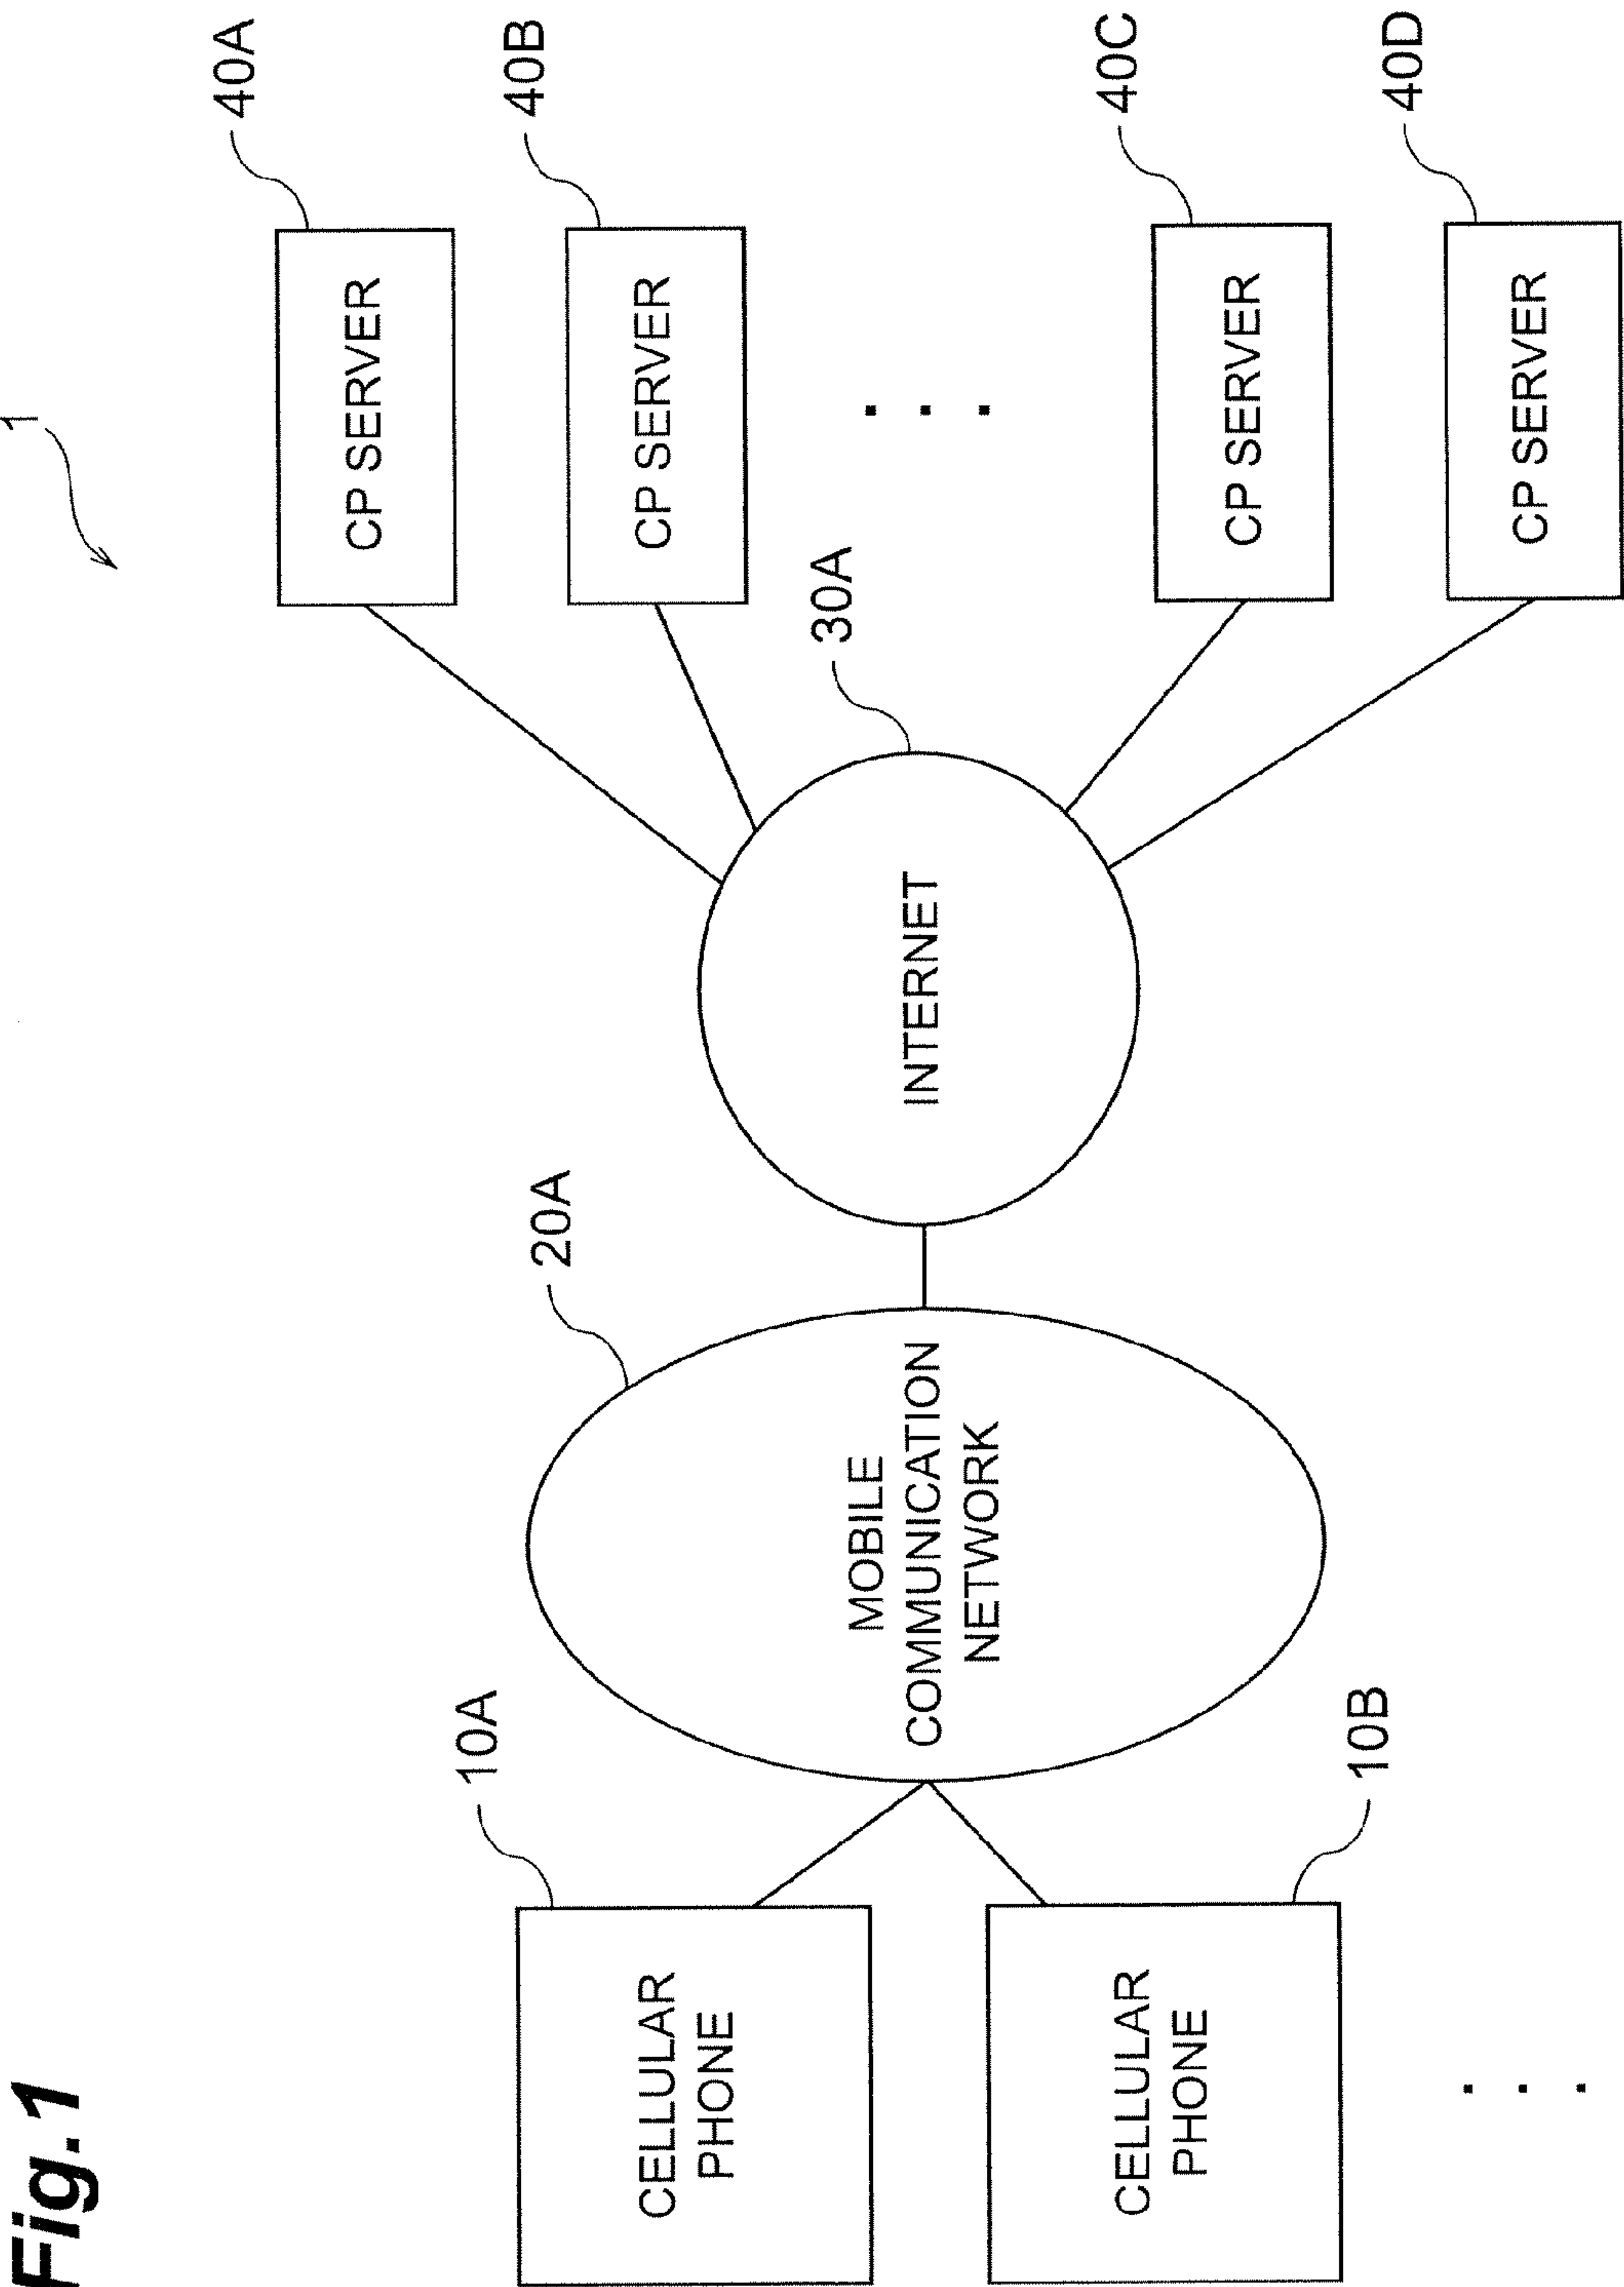 Fig.1
1
40A
CP SERVER
40B
CP SERVER
30A
INTERNET
20A
MOBILE
COMMUNICATION
NETWORK
10A
CELLULAR
PHONE
10B
CELLULAR
PHONE
40C
CP SERVER
40D
CP SERVER